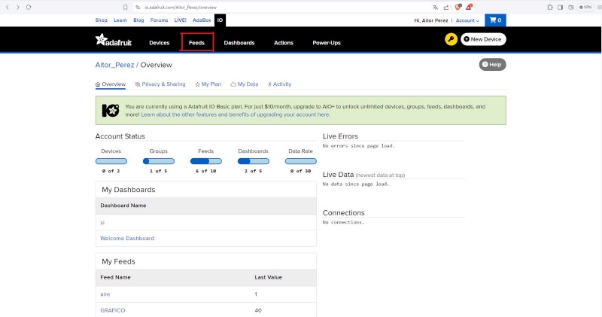 io.adafruit.com/Aitor_Perez/overview
Shop Learn Blog Forums LIVE! AdaBox IO
Hi, Aitor Perez | Account 0
adafruit Devices Feeds Dashboards Actions Power-Ups New Device
Aitor_Perez / Overview Help
Overview Privacy & Sharing My Plan My Data Activity
You are currently using a Adafruit IO Basic plan. For just $10/month, upgrade to AIO+ to unlock unlimited devices, groups, feeds, dashboards, and
more! Learn about the other features and benefits of upgrading your account here.
Account Status
Devices Groups Feeds Dashboards Data Rate
0 of 2 1 of 5 6 of 10 2 of 5 0 of 30
My Dashboards
Dashboard Name
Welcome Dashboard
My Feeds
Feed Name Last Value
aire 1
GRAFICO 40
Live Errors
No errors since page load.
Live Data (newest data at top)
No data since page load.
Connections
No connections.